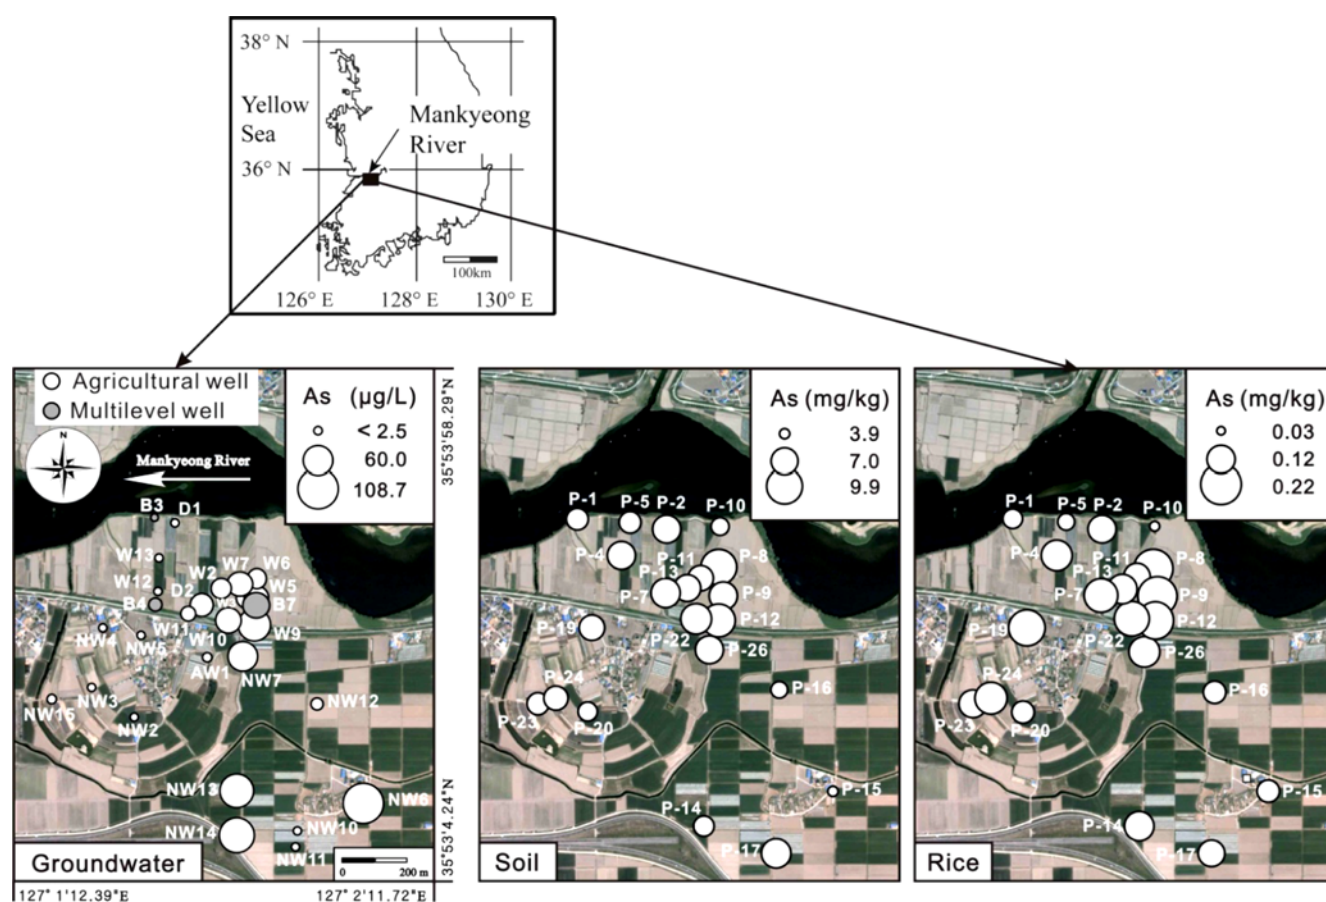 38° N
Yellow
Sea
Mankyeong
River
36° N
100km
126° E
128° E
130° E
Agricultural well
Multilevel well
As (µg/L)
< 2.5
60.0
108.7
N
Mankyeong River
B3
D1
W13
W12
B4
D2
W2
W7
W6
W5
B7
W11
W10
W9
NW4
NW5
AW1
NW7
NW3
NW15
NW2
NW12
NW13
NW6
NW14
NW10
NW11
Groundwater
200 m
0
35°53'58.29"N
35°53'4.24"N
127° 1'12.39"E
127° 2'11.72"E
As (mg/kg)
3.9
7.0
9.9
P-1
P-5
P-2
P-10
P-4
P-11
P-8
P-13
P-7
P-9
P-12
P-19
P-22
P-26
P-24
P-23
P-20
P-16
P-15
P-14
P-17
Soil
As (mg/kg)
0.03
0.12
0.22
P-1
P-5
P-2
P-10
P-4
P-11
P-8
P-13
P-7
P-9
P-12
P-19
P-22
P-26
P-24
P-23
P-20
P-16
P-15
P-14
P-17
Rice